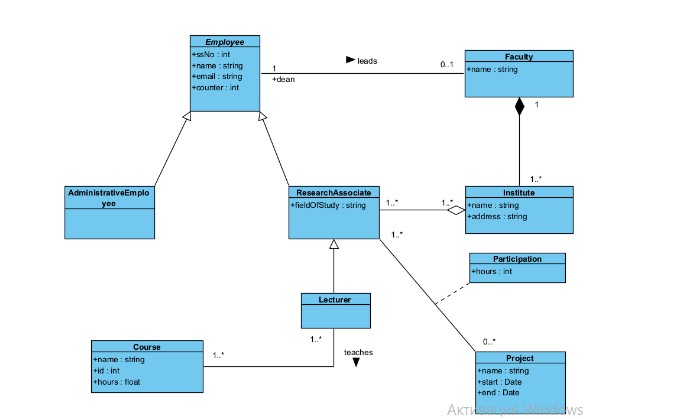 Employee
+ssNo : int
+name : string
+email : string
+counter : int
1
+dean
leads
0..1
Faculty
+name : string
1
1..*
AdministrativeEmplo
yee
ResearchAssociate
+fieldOfStudy : string
1..*
1..*
Institute
+name : string
+address : string
1..*
Participation
+hours : int
Lecturer
1..*
teaches
Course
+name : string
+id : int
+hours : float
1..*
0..*
Project
+name : string
+start : Date
+end : Date
Активация Windows